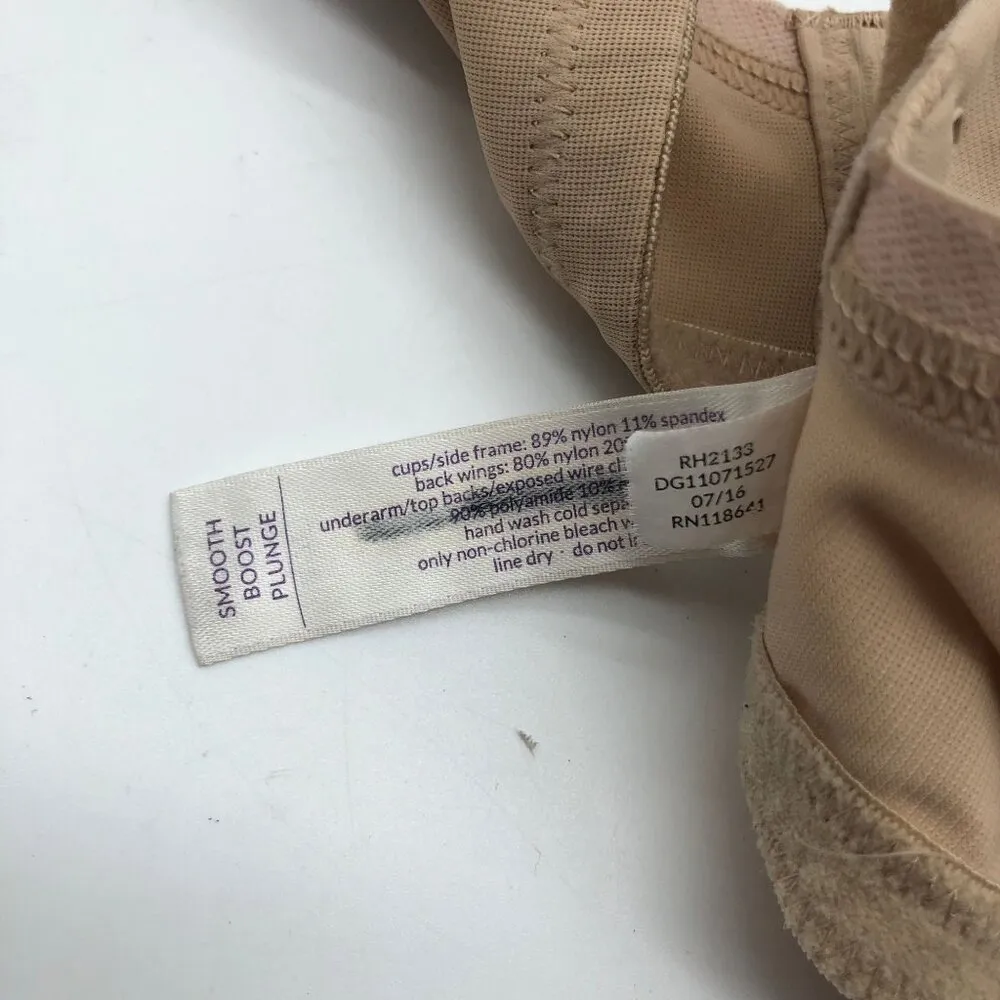 SMOOTH
BOOST
PLUNGE
cups/side frame: 89% nylon 11% spandex
back wings: 80% nylon 20
underarm/top backs/exposed wire
90% polyamide 10%
hand wash cold
only non-chlorine bleach
line dry · do not
RH2133
DG11071527
07/16
RN118641